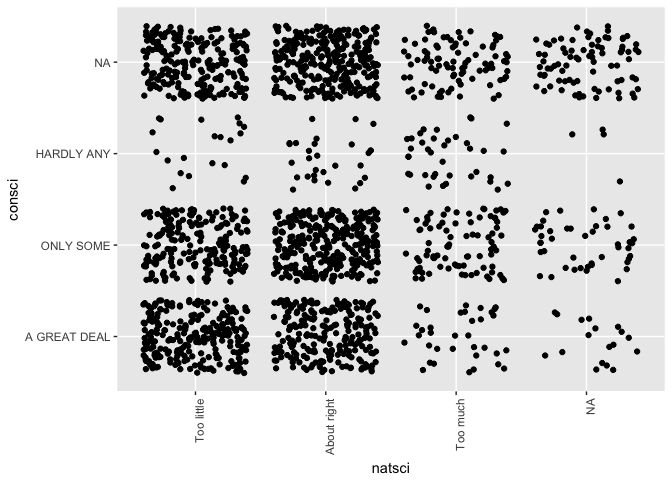 NA
HARDLY ANY
ONLY SOME
A GREAT DEAL
consci
Too little
About right
Too much
NA
natsci